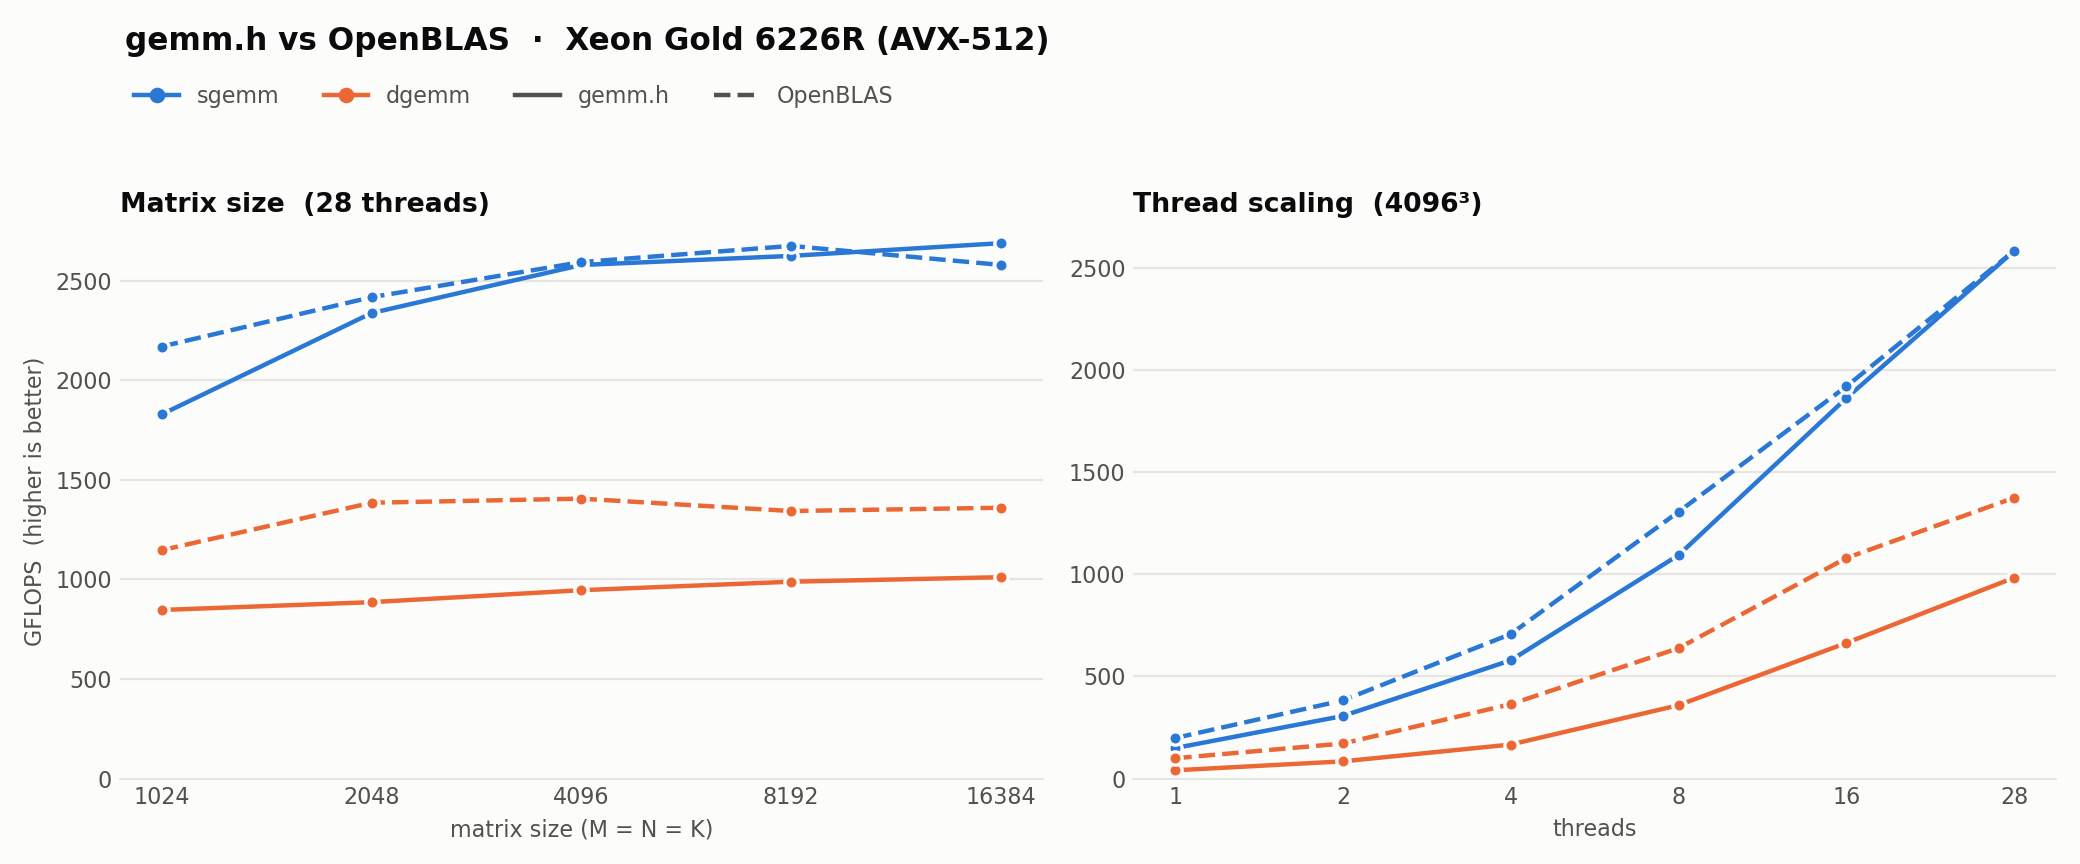 gemm.h vs OpenBLAS · Xeon Gold 6226R (AVX-512)
sgemm dgemm gemm.h OpenBLAS
Matrix size (28 threads)
GFLOPS (higher is better)
2500
2000
1500
1000
500
0
1024 2048 4096 8192 16384
matrix size (M = N = K)
Thread scaling (4096³)
2500
2000
1500
1000
500
0
1 2 4 8 16 28
threads